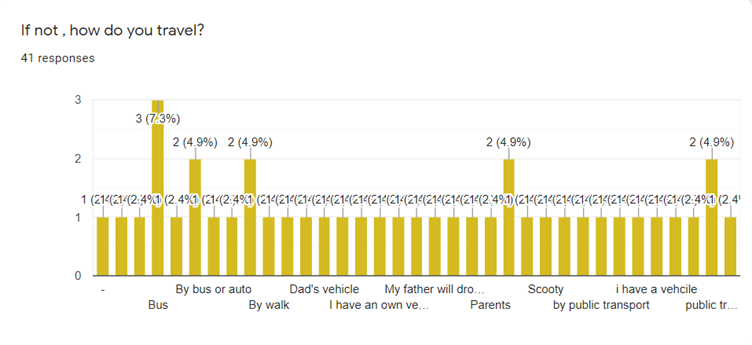 If not , how do you travel?
41 responses
3
3 (7.3%)
2 (4.9%) 2 (4.9%) 2 (4.9%) 2 (4.9%)
2
1
0
- By bus or auto Dad's vehicle My father will dro... Scooty i have a vehcile
Bus By walk I have an own ve... Parents by public transport public tr...